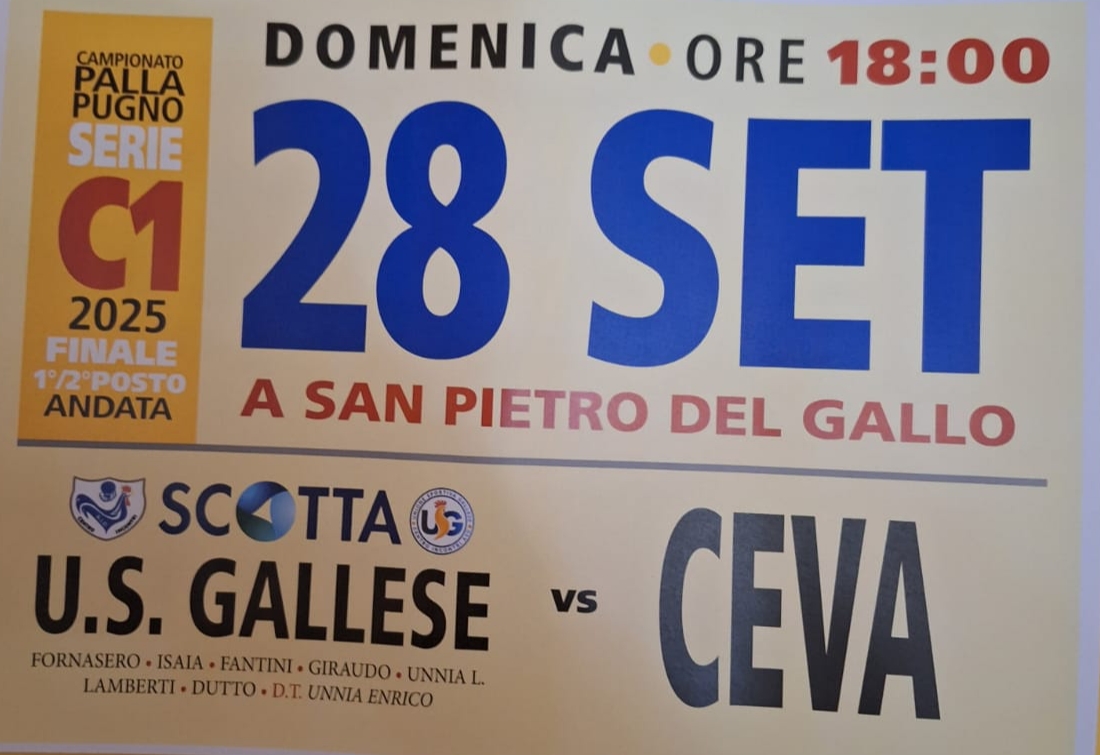 CAMPIONATO
PALLA
PUGNO
SERIE
C1
2025
FINALE
1°/2°POSTO
ANDATA
DOMENICA • ORE 18:00
28 SET
A SAN PIETRO DEL GALLO
SCOTTA
USG
U.S. GALLESE
FORNASERO • ISAIA • FANTINI • GIRAUDO • UNNIA L.
LAMBERTI • DUTTO • D.T. UNNIA ENRICO
vs
CEVA